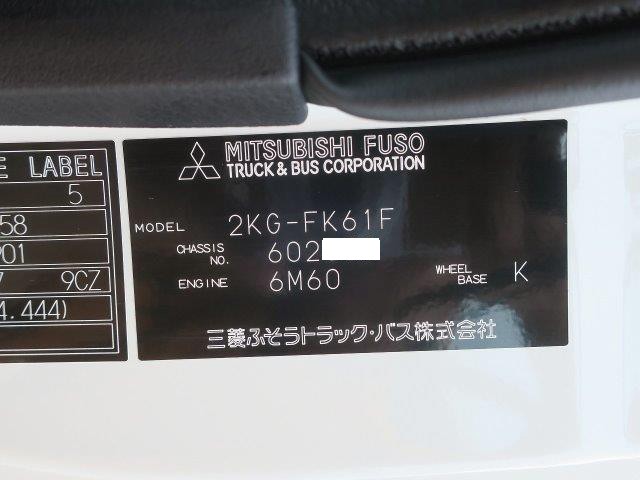 E LABEL
5
58
901
7 9CZ
4.444)
MITSUBISHI FUSO
TRUCK & BUS CORPORATION
MODEL 2KG-FK61F
CHASSIS NO. 602
ENGINE 6M60
WHEEL BASE K
三菱ふそうトラック・バス株式会社